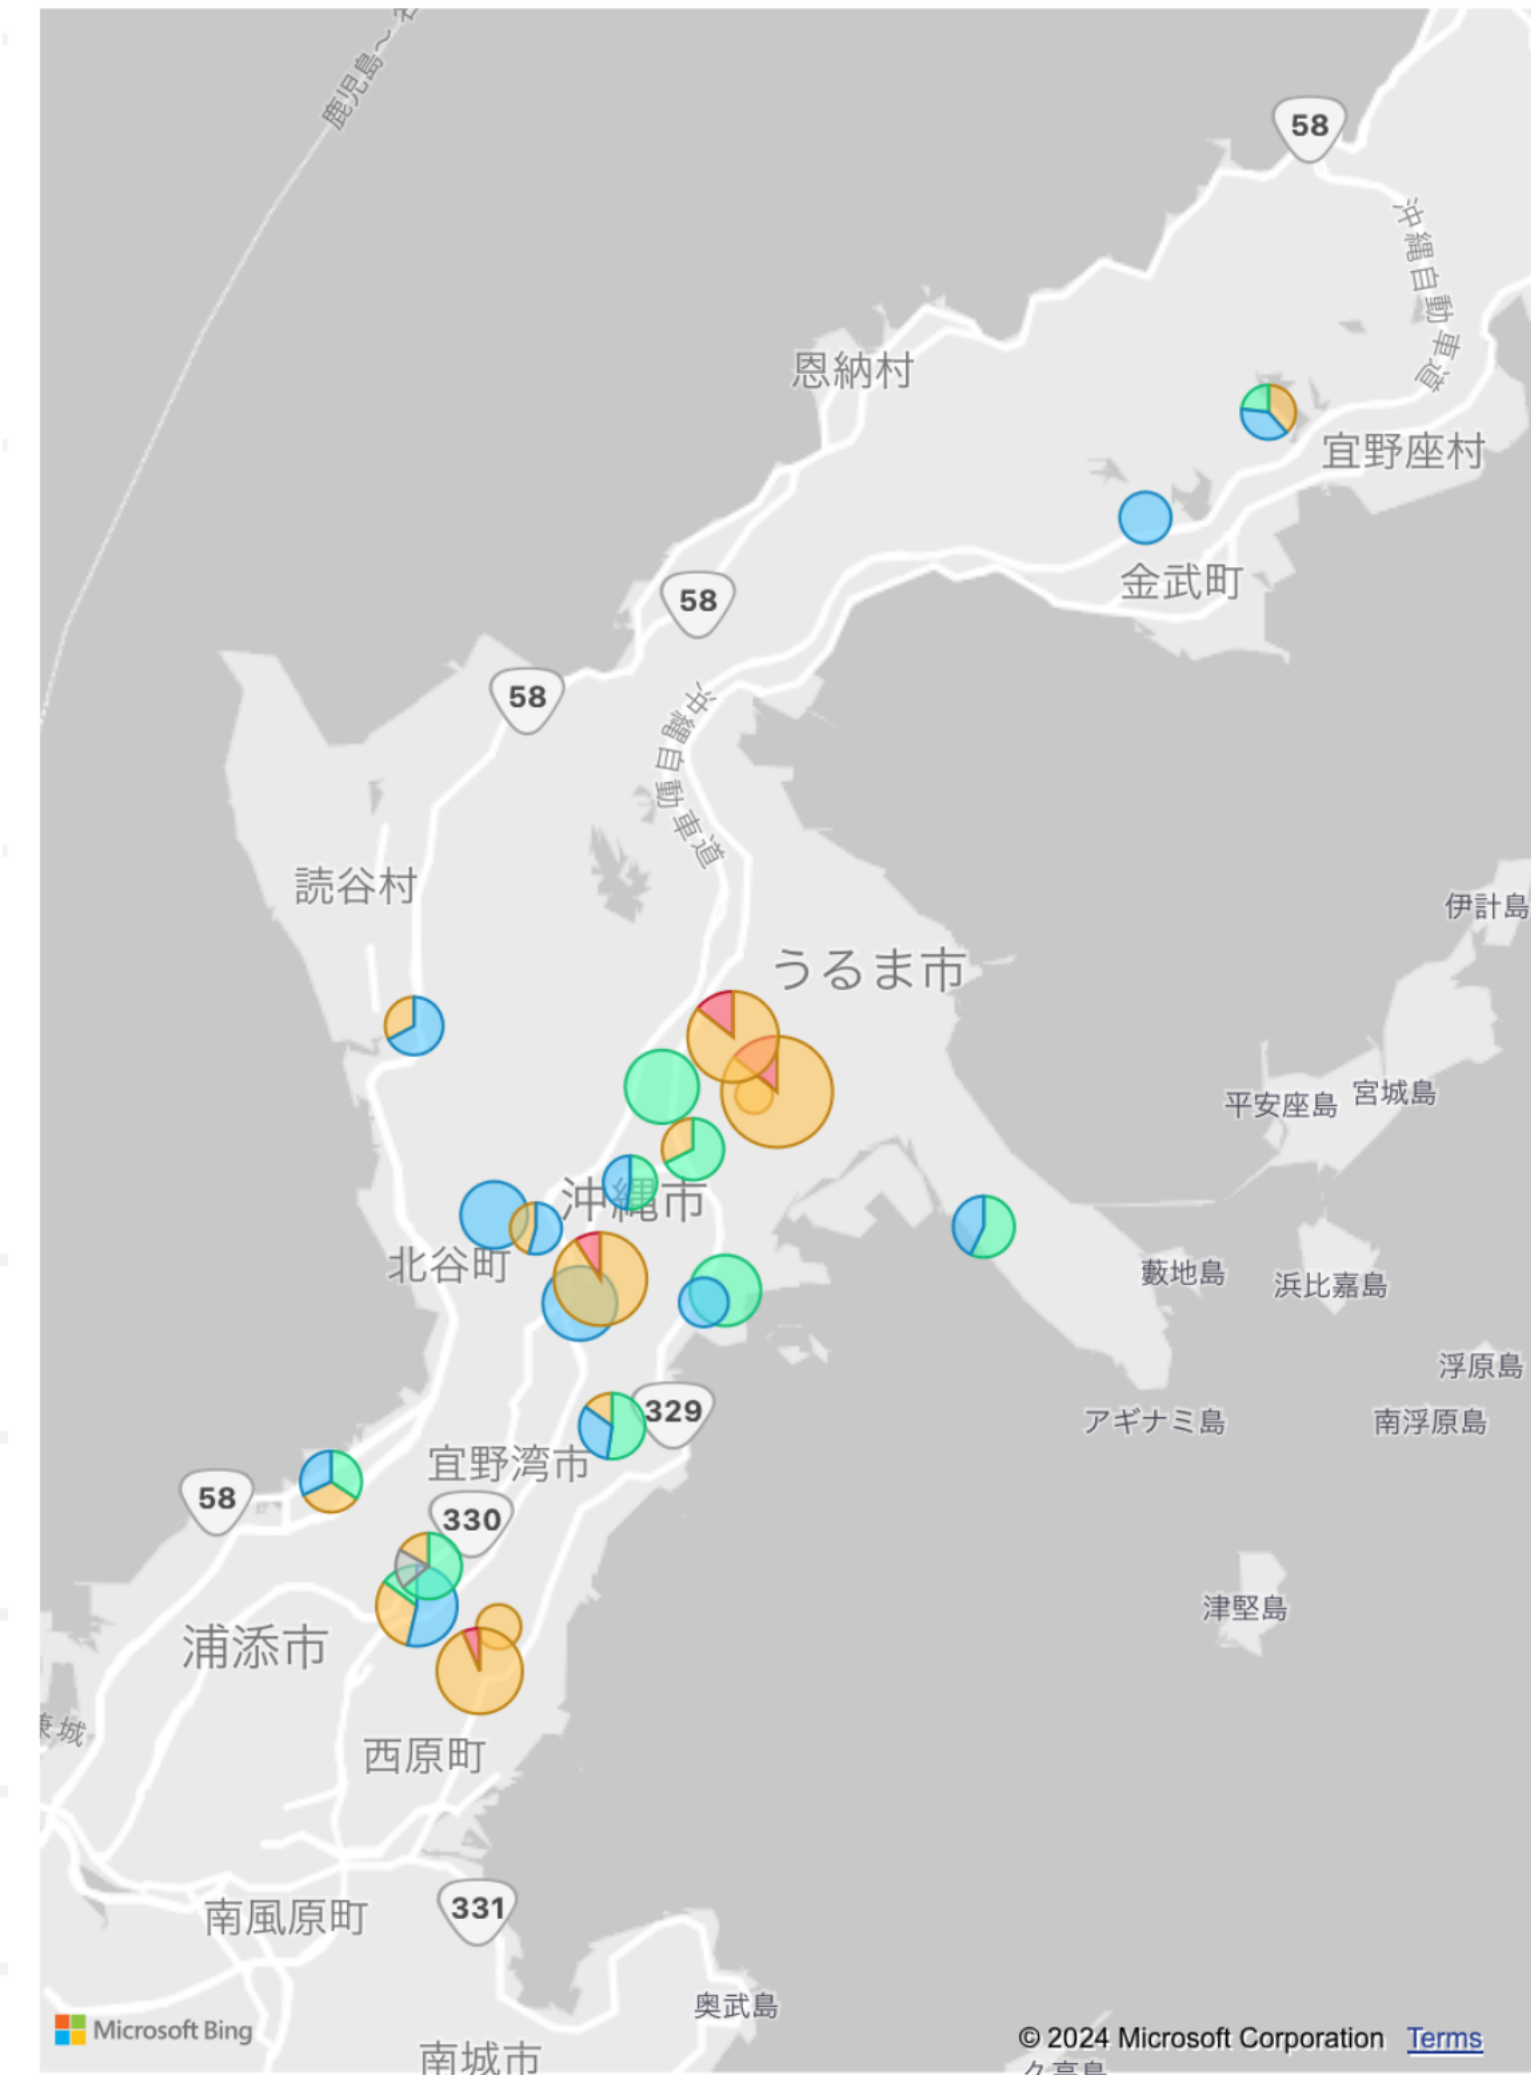 鹿児島～
58
沖縄自動車道
恩納村
宜野座村
金武町
58
58
沖縄自動車道
読谷村
伊計島
うるま市
宮城島
平安座島
沖縄市
北谷町
藪地島
浜比嘉島
浮原島
329
アギナミ島
南浮原島
宜野湾市
58
330
津堅島
浦添市
西原町
331
南風原町
奥武島
Microsoft Bing
© 2024 Microsoft Corporation Terms
南城市